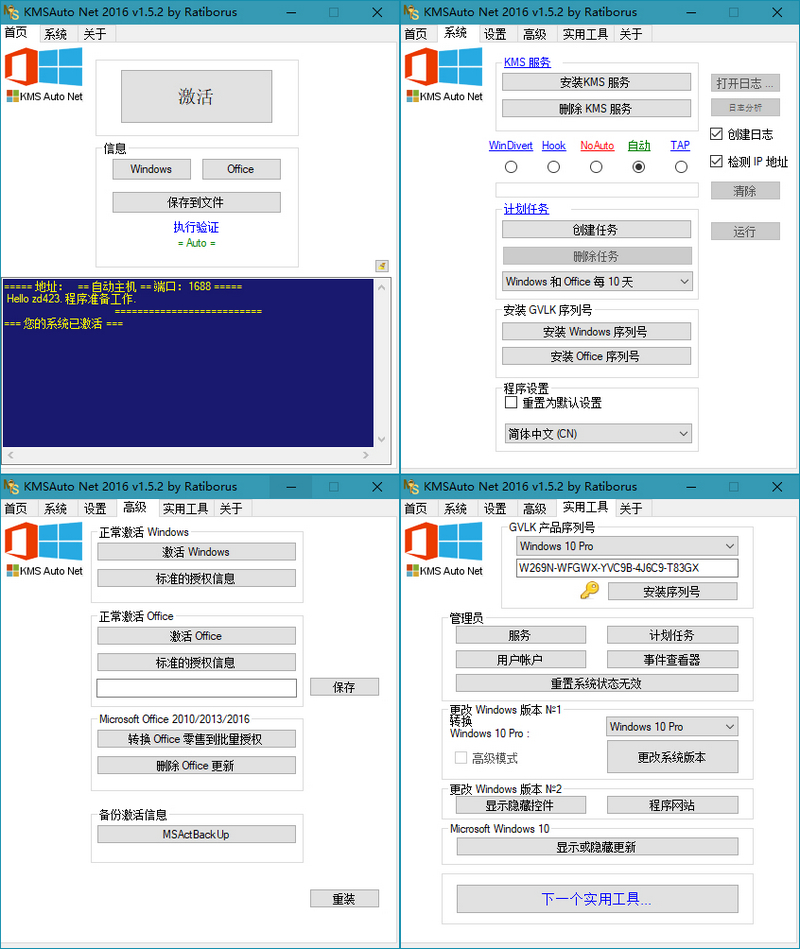 KMSAuto Net 2016 v1.5.2 by Ratiborus
首页 系统 关于
KMS Auto Net
激活
信息
Windows Office
保存到文件
执行验证
= Auto =
===== 地址: == 自动主机 == 端口: 1688 =====
Hello zd423. 程序准备工作.
==========================
=== 您的系统已激活 ===
KMSAuto Net 2016 v1.5.2 by Ratiborus
首页 系统 设置 高级 实用工具 关于
KMS Auto Net
KMS 服务
安装KMS 服务
删除 KMS 服务
打开日志 ...
日志分析
WinDivert Hook NoAuto 自动 TAP
创建日志
检测 IP 地址
清除
运行
计划任务
创建任务
删除任务
Windows 和 Office 每 10 天
安装 GVLK 序列号
安装 Windows 序列号
安装 Office 序列号
程序设置
重置为默认设置
简体中文 (CN)
KMSAuto Net 2016 v1.5.2 by Ratiborus
首页 系统 设置 高级 实用工具 关于
KMS Auto Net
正常激活 Windows
激活 Windows
标准的授权信息
正常激活 Office
激活 Office
标准的授权信息
保存
Microsoft Office 2010/2013/2016
转换 Office 零售到批量授权
删除 Office 更新
备份激活信息
MSActBackUp
重装
KMSAuto Net 2016 v1.5.2 by Ratiborus
首页 系统 设置 高级 实用工具 关于
KMS Auto Net
GVLK 产品序列号
Windows 10 Pro
W269N-WFGWX-YVC9B-4J6C9-T83GX
安装序列号
管理员
服务 计划任务
用户帐户 事件查看器
重置系统状态无效
更改 Windows 版本 №1
转换
Windows 10 Pro :
Windows 10 Pro
高级模式
更改系统版本
更改 Windows 版本 №2
显示隐藏控件 程序网站
Microsoft Windows 10
显示或隐藏更新
下一个实用工具...